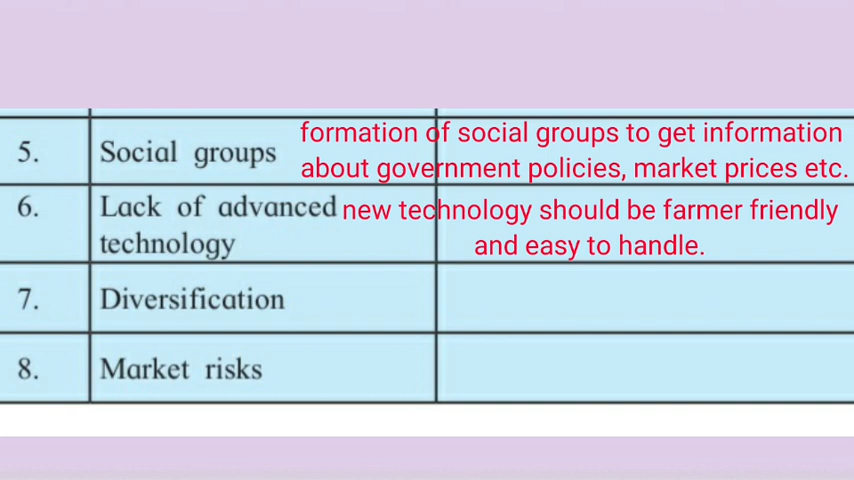 5. Social groups formation of social groups to get information
about government policies, market prices etc.
6. Lack of advanced new technology should be farmer friendly
technology and easy to handle.
7. Diversification
8. Market risks